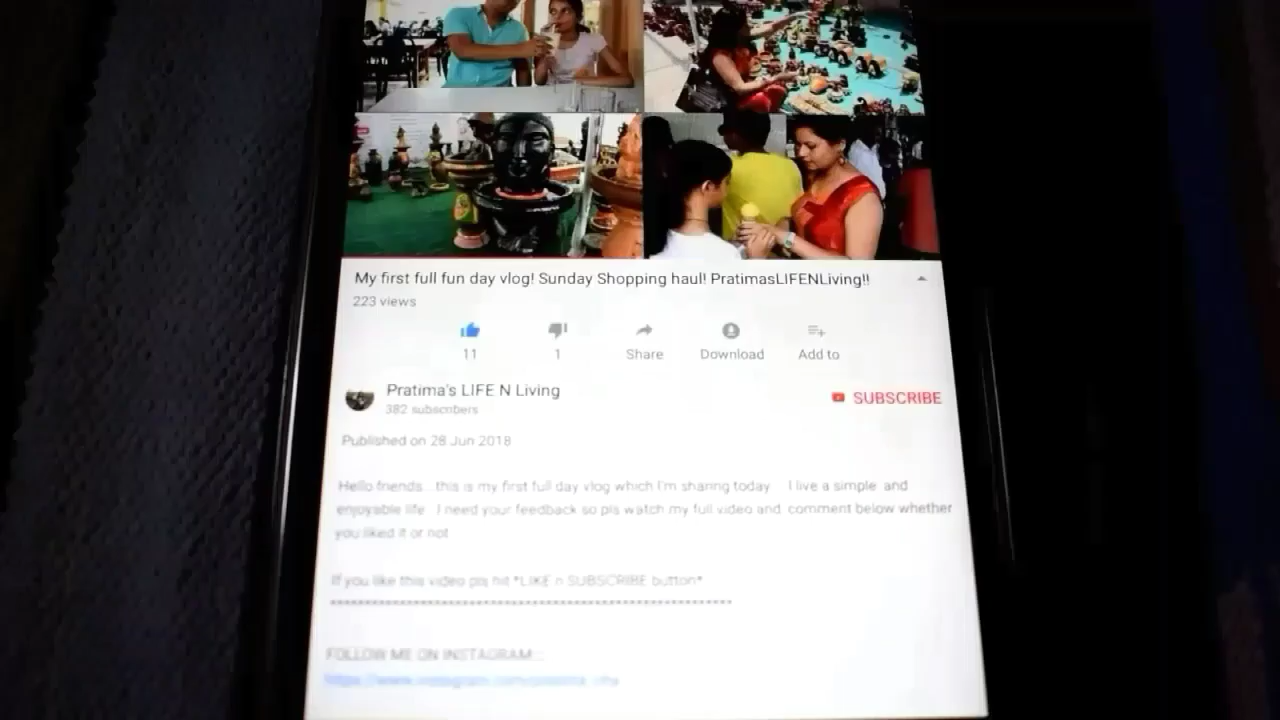 My first full fun day vlog! Sunday Shopping haul! PratimasLIFENLiving!!
223 views
11
1
Share
Download
Add to
Pratima's LIFE N Living
382 subscribers
SUBSCRIBE
Published on 28 Jun 2018
Hello friends...this is my first full day vlog which I'm sharing today... I live a simple and
enjoyable life.. I need your feedback so pls watch my full video and comment below whether
you liked it or not
If you like this video pls hit *LIKE n SUBSCRIBE button*
FOLLOW ME ON INSTAGRAM:::